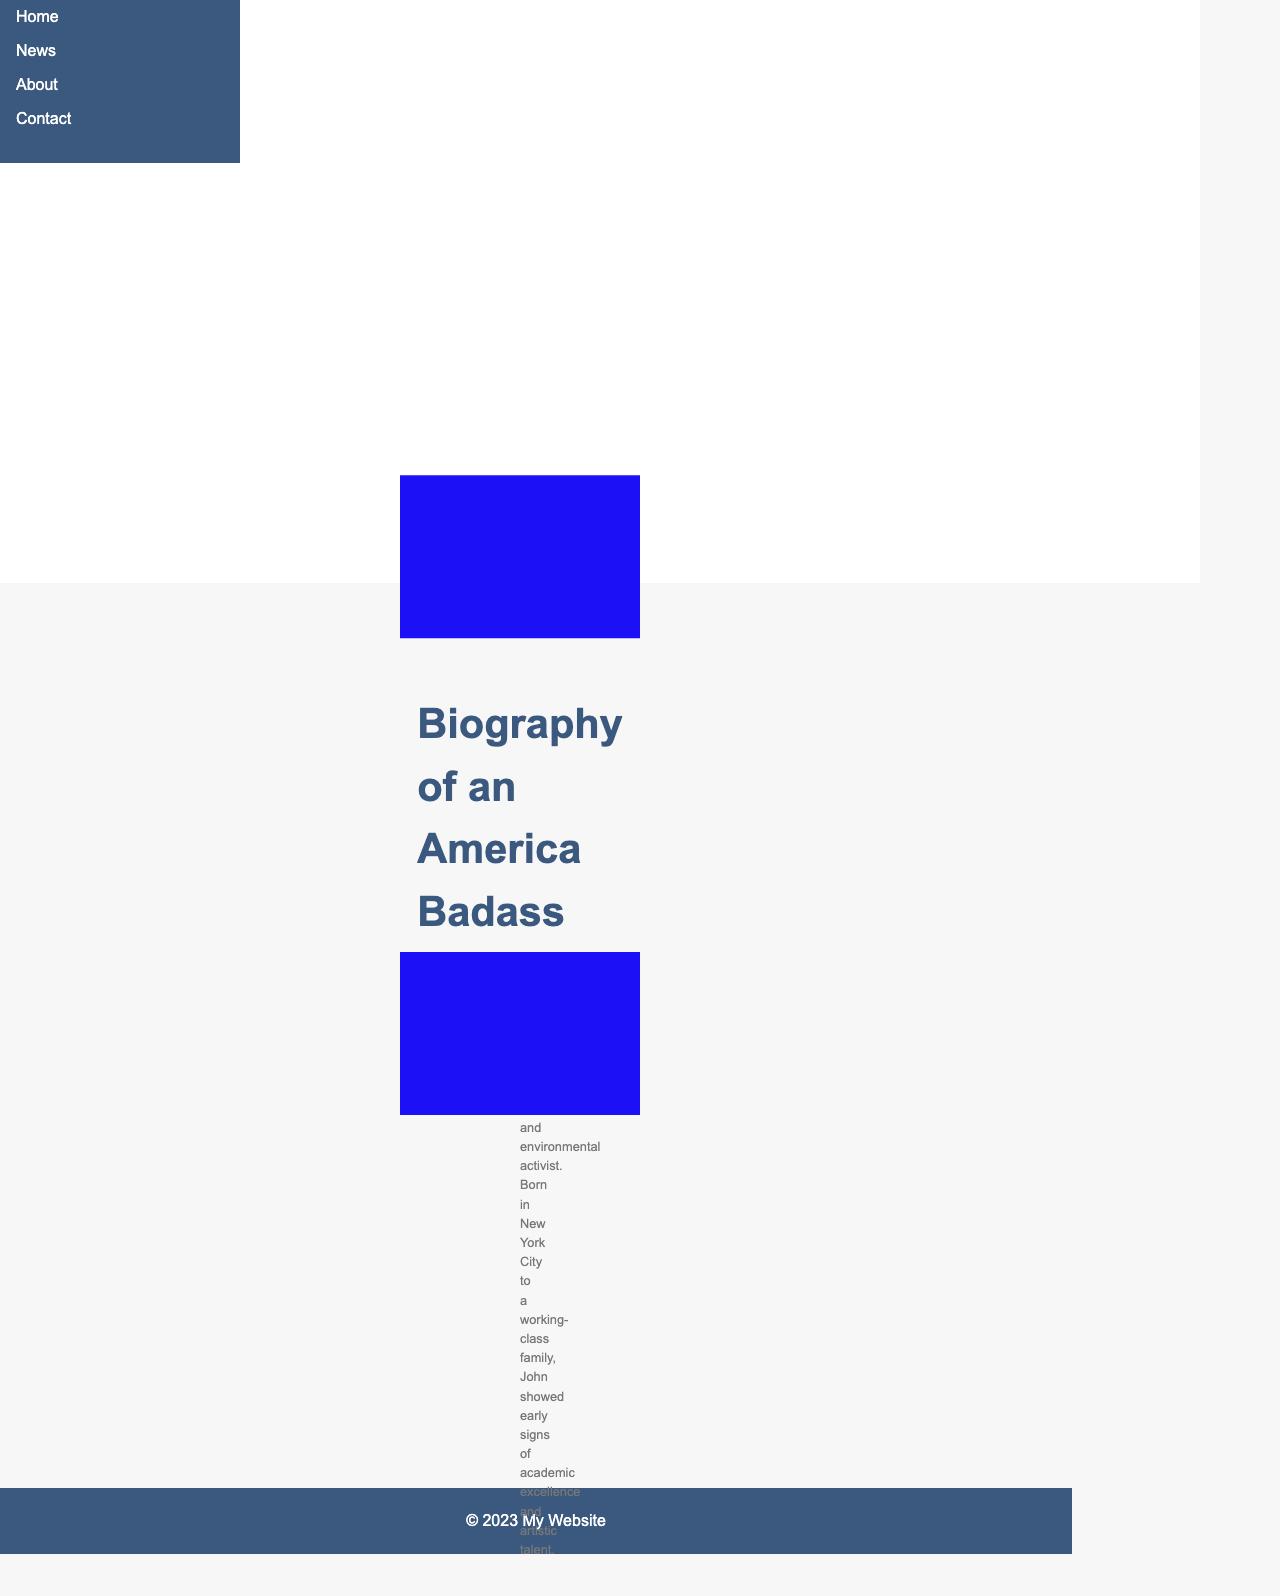 Home
News
About
Contact
Biography
of an
America
Badass
and
environmental
activist.
Born
in
New
York
City
to
a
working-
class
family,
John
showed
early
signs
of
academic
excellence
and
© 2023 My Website
artistic
talent.